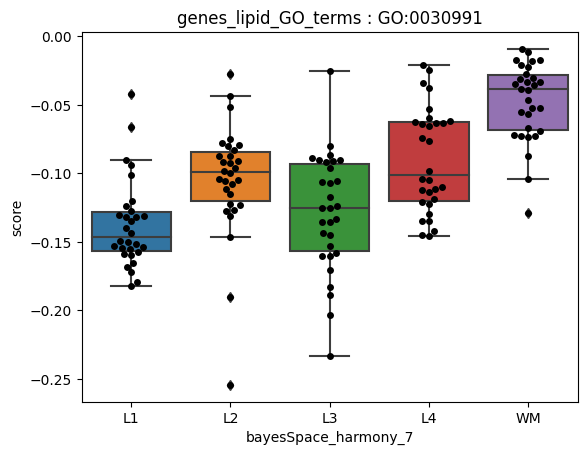 genes_lipid_GO_terms : GO:0030991
0.00
−0.05
−0.10
−0.15
−0.20
−0.25
score
L1 L2 L3 L4 WM
bayesSpace_harmony_7